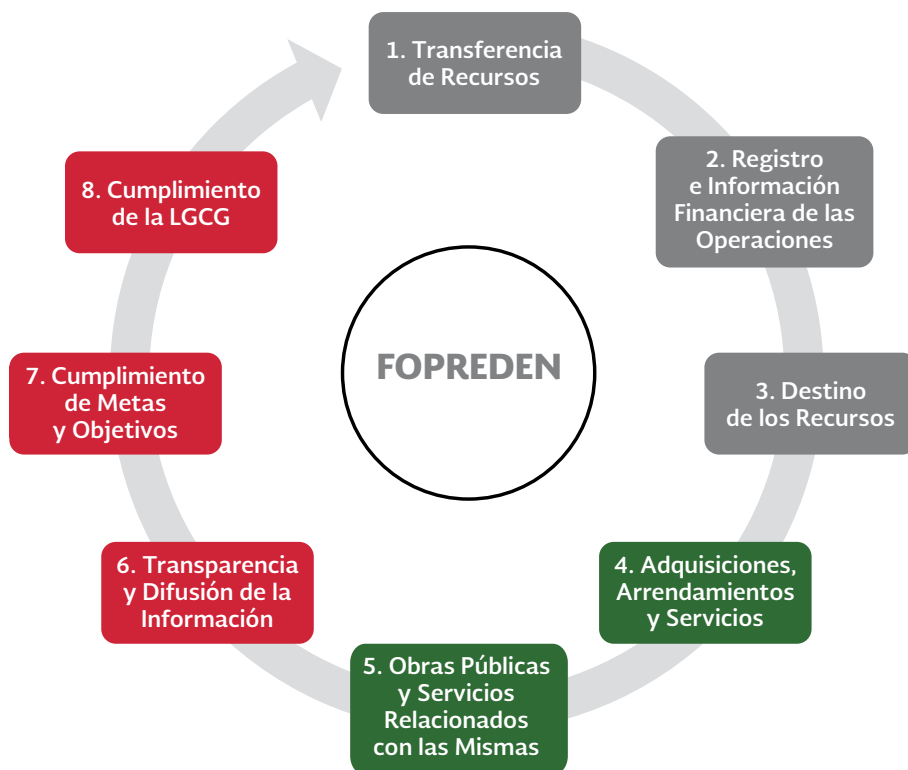 1. Transferencia
de Recursos
2. Registro
e Información
Financiera de las
Operaciones
3. Destino
de los Recursos
4. Adquisiciones,
Arrendamientos
y Servicios
5. Obras Públicas
y Servicios
Relacionados
con las Mismas
6. Transparencia
y Difusión de la
Información
7. Cumplimiento
de Metas
y Objetivos
8. Cumplimiento
de la LGCG
FOPREDEN